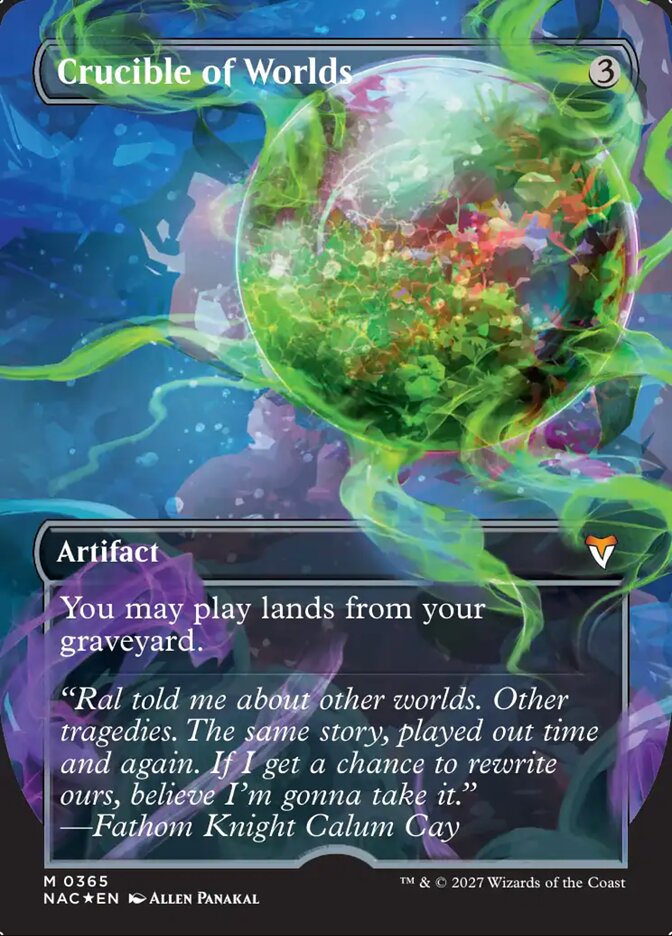 Crucible of Worlds
3
Artifact
You may play lands from your
graveyard.
“Ral told me about other worlds. Other
tragedies. The same story, played out time
and again. If I get a chance to rewrite
ours, believe I’m gonna take it.”
—Fathom Knight Calum Cay
M 0365
NAC★EN Allen Panakal
™ & © 2027 Wizards of the Coast